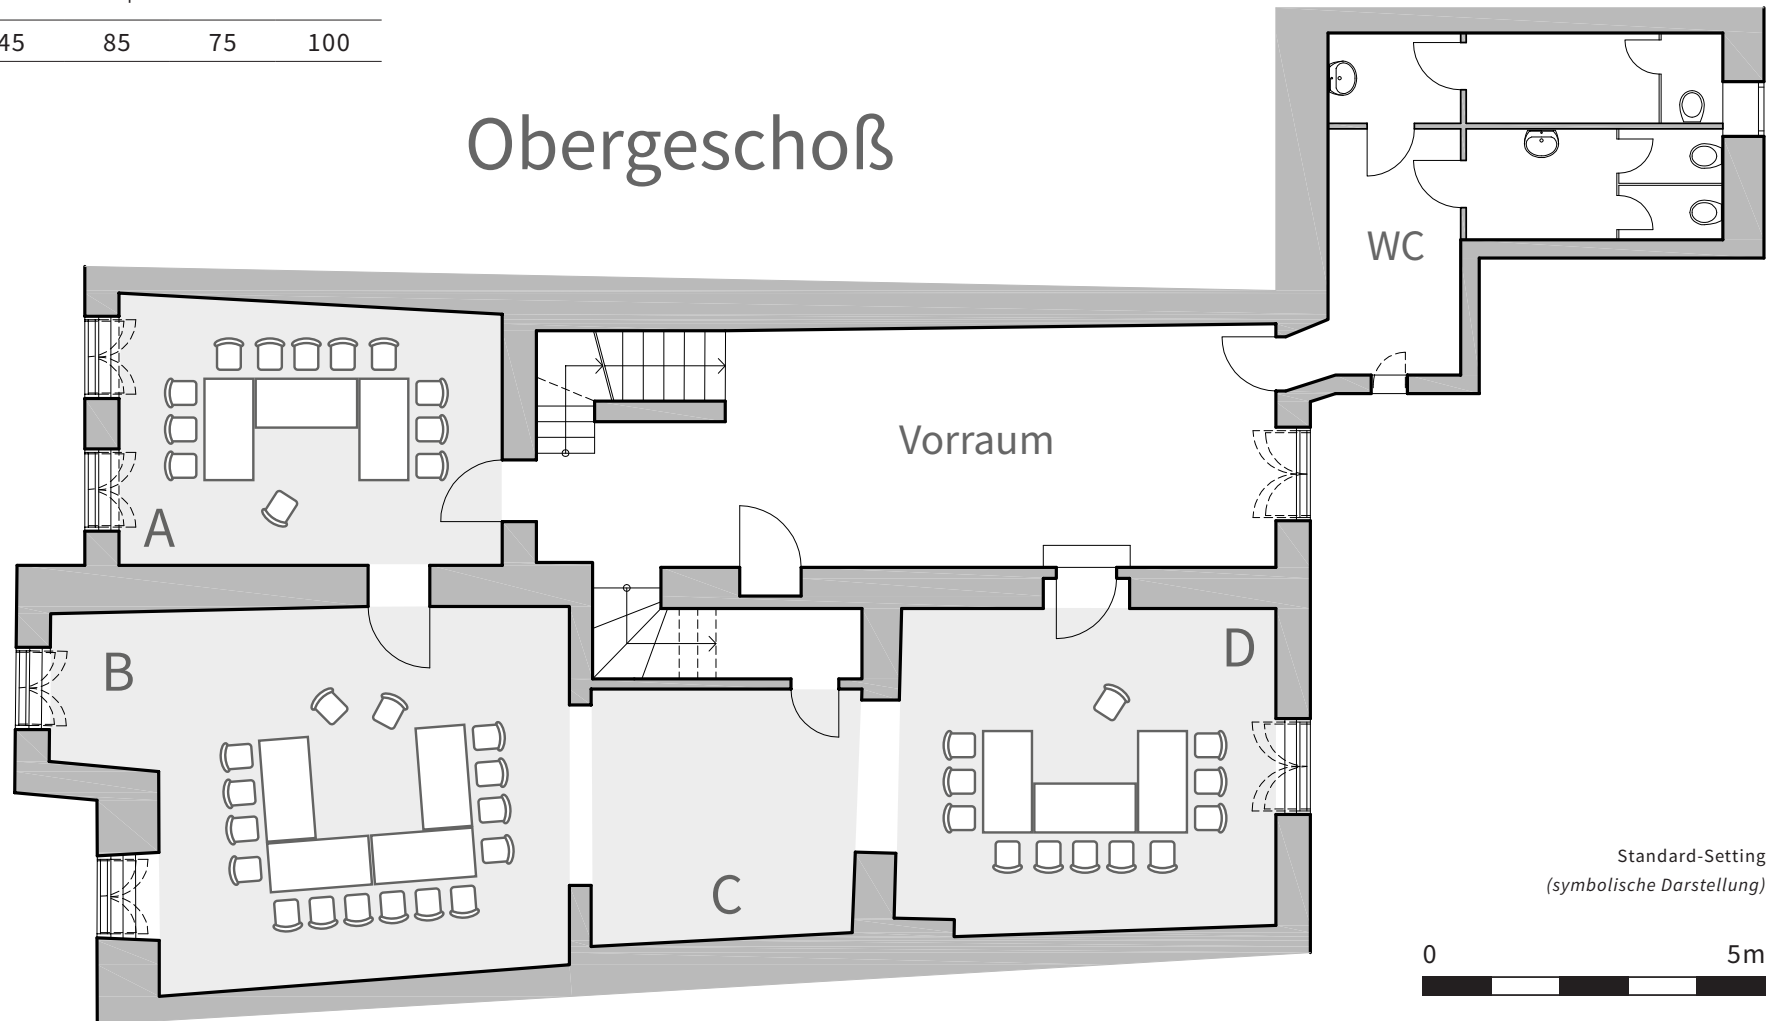 45 85 75 100
Obergeschoß
WC
Vorraum
A
B
D
C
Standard-Setting
(symbolische Darstellung)
0 5m